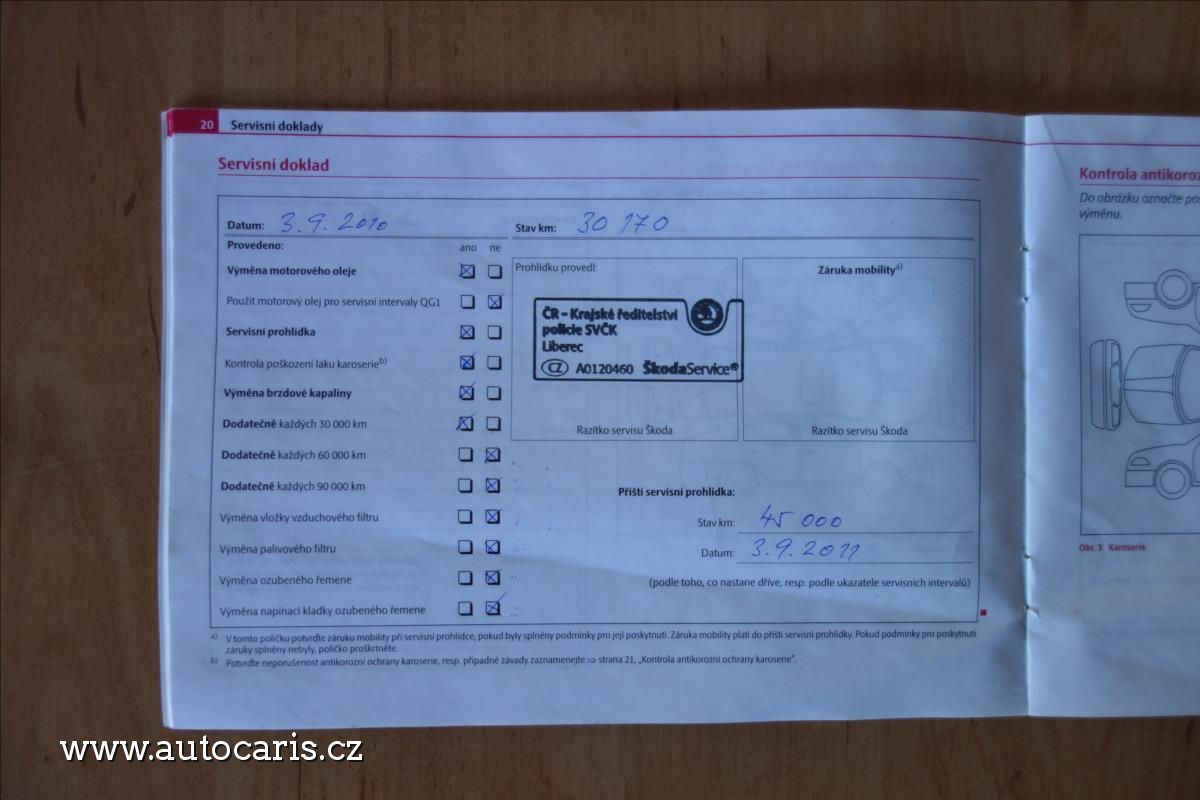 20 Servisní doklady
Servisní doklad
Datum: 3.9.2010 Stav km: 30 170
Provedeno: ano ne
Výměna motorového oleje
Použit motorový olej pro servisní intervaly QG1
Servisní prohlídka
Kontrola poškození laku karoserie b)
Výměna brzdové kapaliny
Dodatečně každých 30 000 km
Dodatečně každých 60 000 km
Dodatečně každých 90 000 km
Výměna vložky vzduchového filtru
Výměna palivového filtru
Výměna ozubeného řemene
Výměna napínací kladky ozubeného řemene
Prohlídku provedl:
ČR - Krajské ředitelství
policie SVČK
Liberec
CZ A0120460 ŠkodaService®
Razítko servisu Škoda
Záruka mobility a)
Razítko servisu Škoda
Příští servisní prohlídka:
Stav km: 45 000
Datum: 3.9.2011
(podle toho, co nastane dříve, resp. podle ukazatele servisních intervalů)
a) V tomto políčku potvrďte záruku mobility při servisní prohlídce, pokud byly splněny podmínky pro její poskytnutí. Záruka mobility platí do příští servisní prohlídky. Pokud podmínky pro poskytnutí
záruky splněny nebyly, políčko proškrtněte.
b) Potvrďte neporušenost antikorozní ochrany karoserie, resp. případné závady zaznamenejte ⇒ strana 21, „Kontrola antikorozní ochrany karoserie".
Kontrola
Do obrázku označte
výměnu.
Obr. 3 Karoserie
www.autocaris.cz